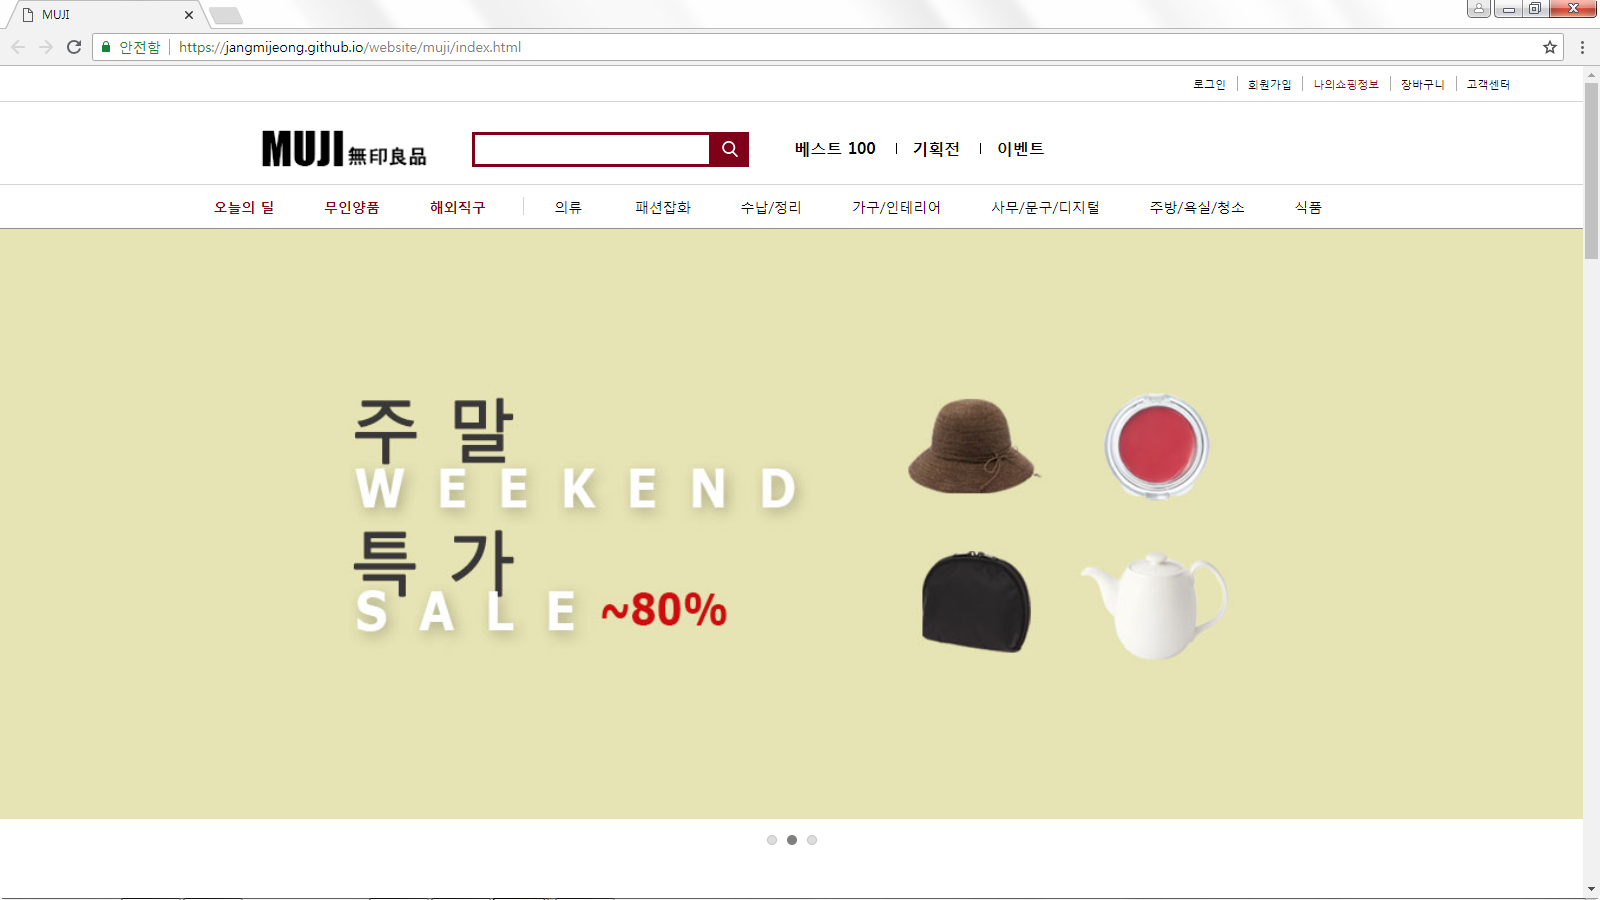 MUJI
안전함 https://jangmijeong.github.io/website/muji/index.html
로그인 회원가입 나의쇼핑정보 장바구니 고객센터
MUJI 無印良品 베스트 100 기획전 이벤트
오늘의 딜 무인양품 해외직구 의류 패션잡화 수납/정리 가구/인테리어 사무/문구/디지털 주방/욕실/청소 식품
주말
WEEKEND
특가
SALE ~80%